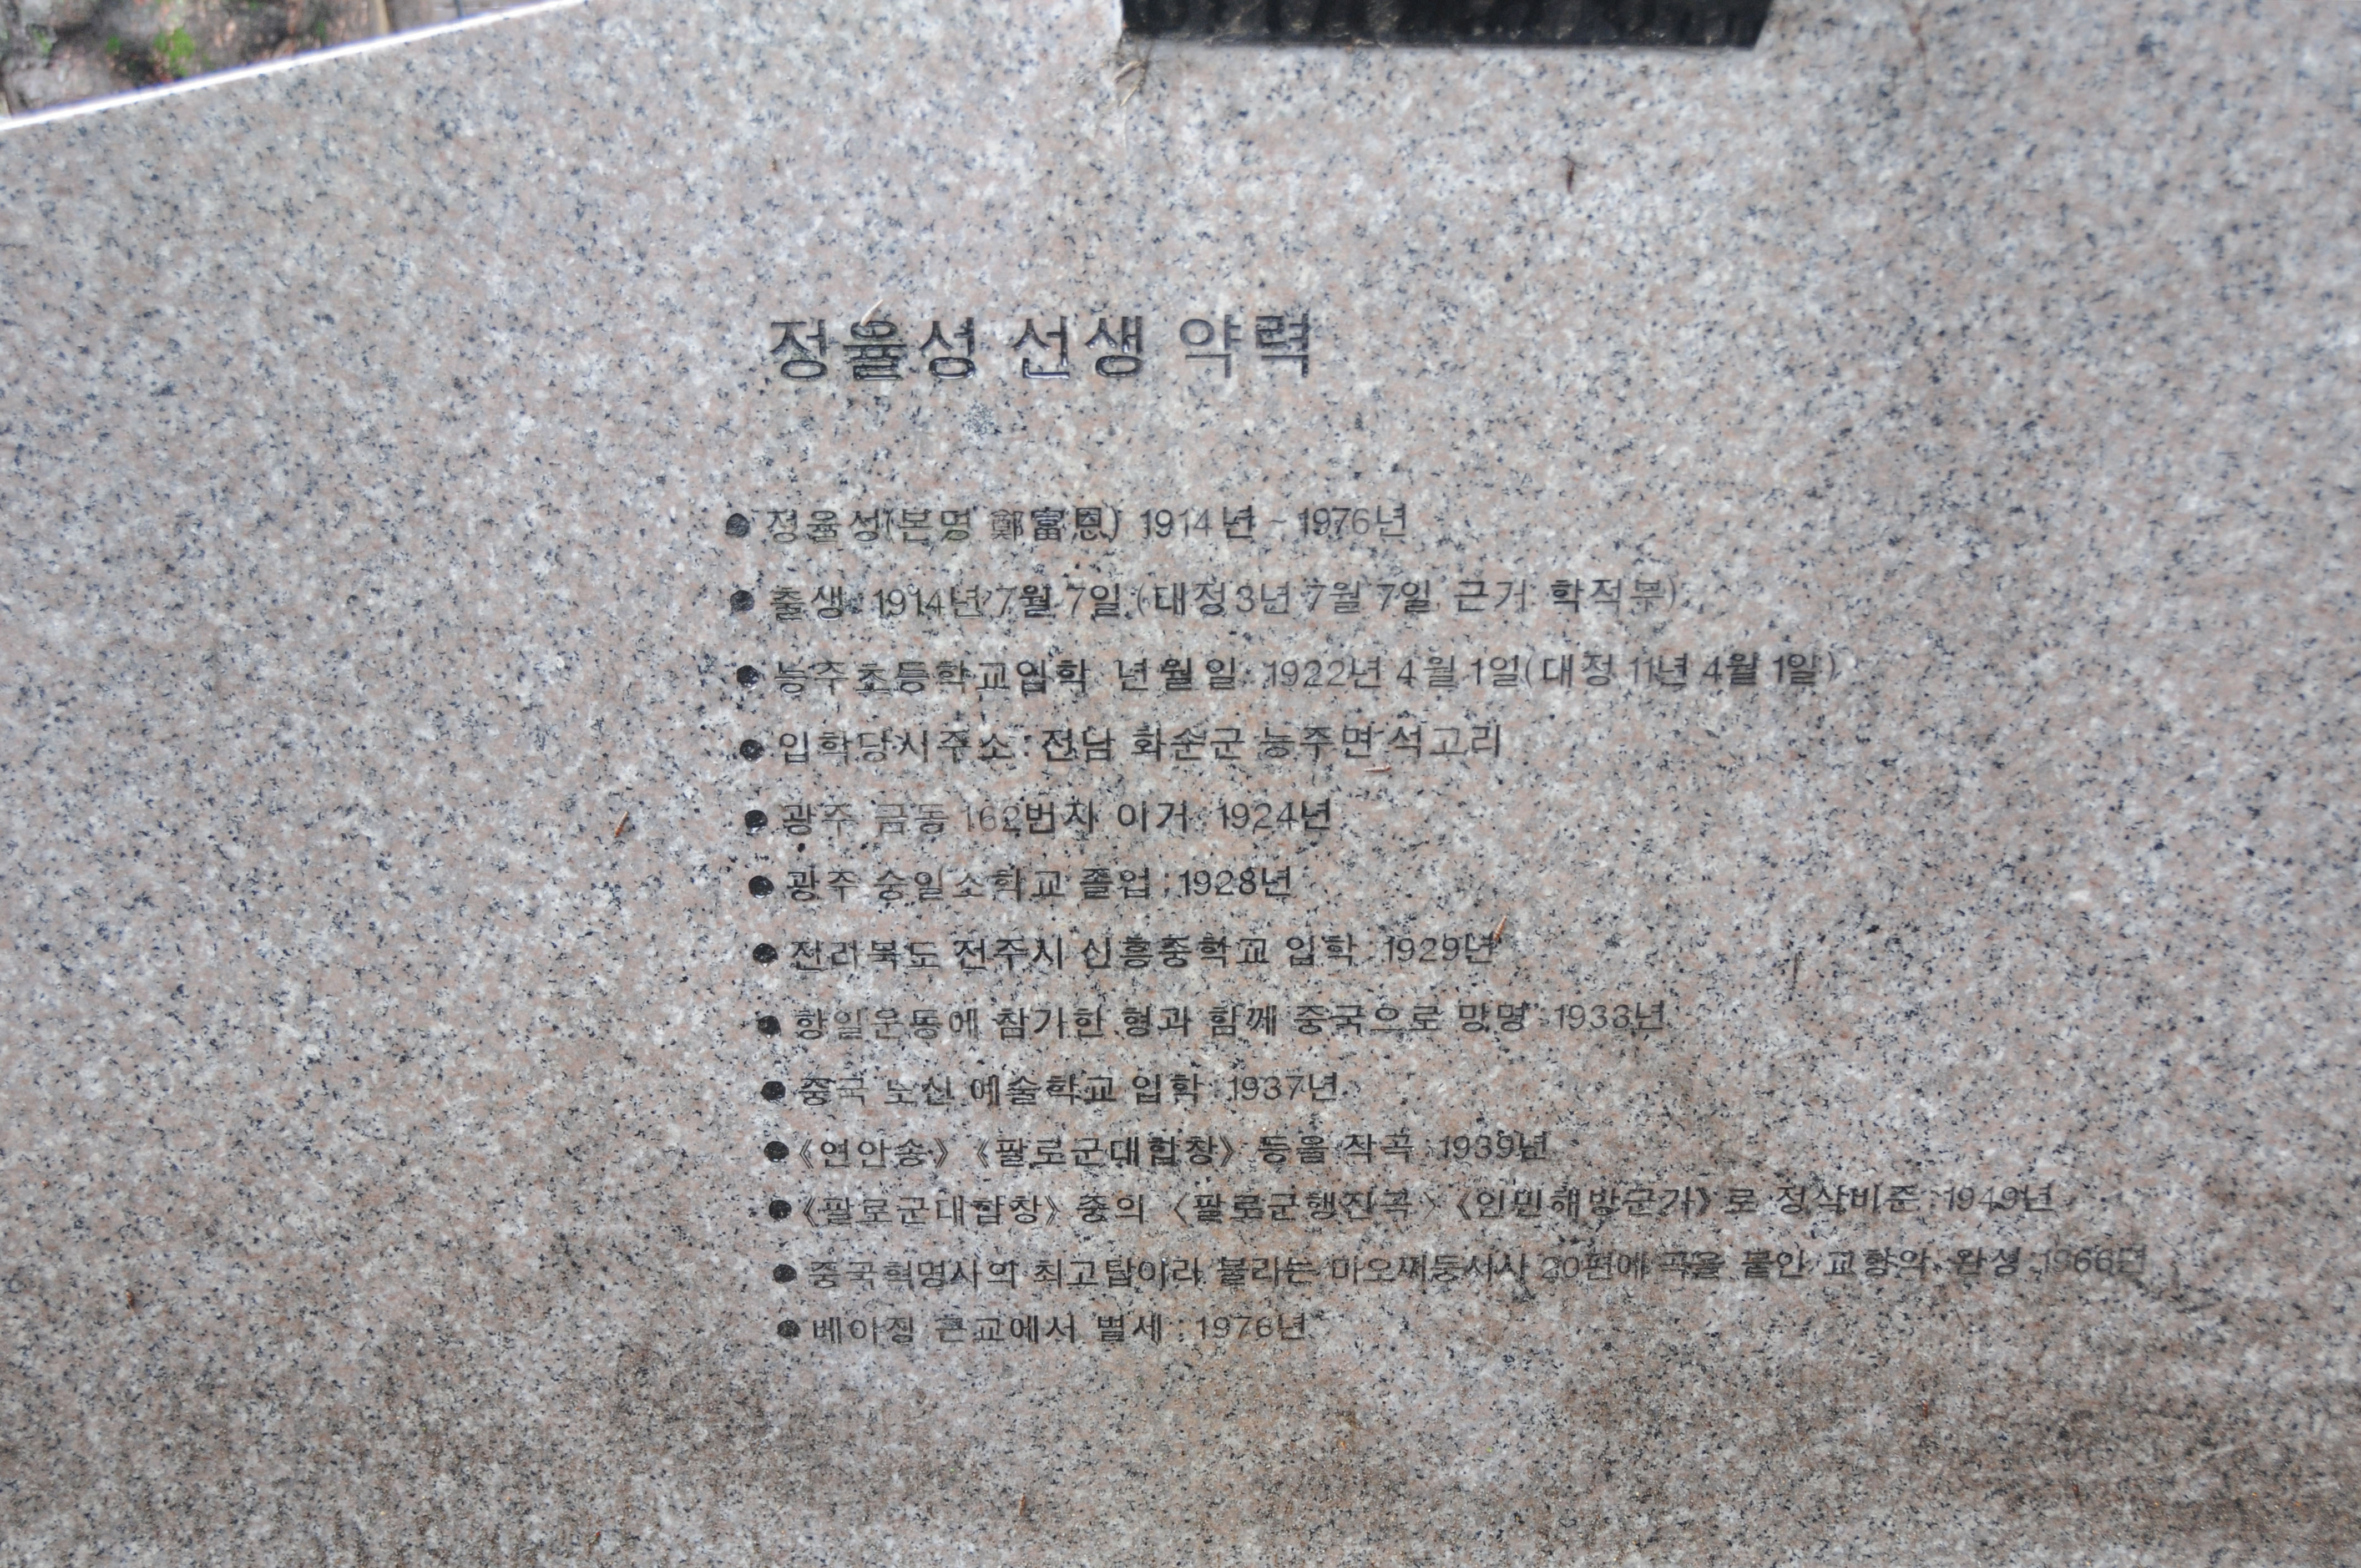 정율성 선생 약력
● 정율성(본명 鄭富恩) 1914년 ~ 1976년
● 출생: 1914년 7월 7일 (대정3년 7월 7일 근거 학적부)
● 능주초등학교입학 년월일: 1922년 4월 1일(대정 11년 4월 1일)
● 입학당시주소: 전남 화순군 능주면 석고리
● 광주 금동 162번지 이거: 1924년
● 광주 숭일소학교 졸업: 1928년
● 전라북도 전주시 신흥중학교 입학: 1929년
● 항일운동에 참가한 형과 함께 중국으로 망명: 1933년
● 중국 노신 예술학교 입학: 1937년
● 《연안송》 《팔로군대합창》 등을 작곡: 1939년
● 《팔로군대합창》 중의 〈팔로군행진곡〉 《인민해방군가》로 정삭비준: 1949년
● 중국혁명사의 최고탑이라 불리는 마오쩌둥시사 20편에 곡을 붙인 교향악 완성: 1966년
● 베이징 근교에서 별세: 1976년